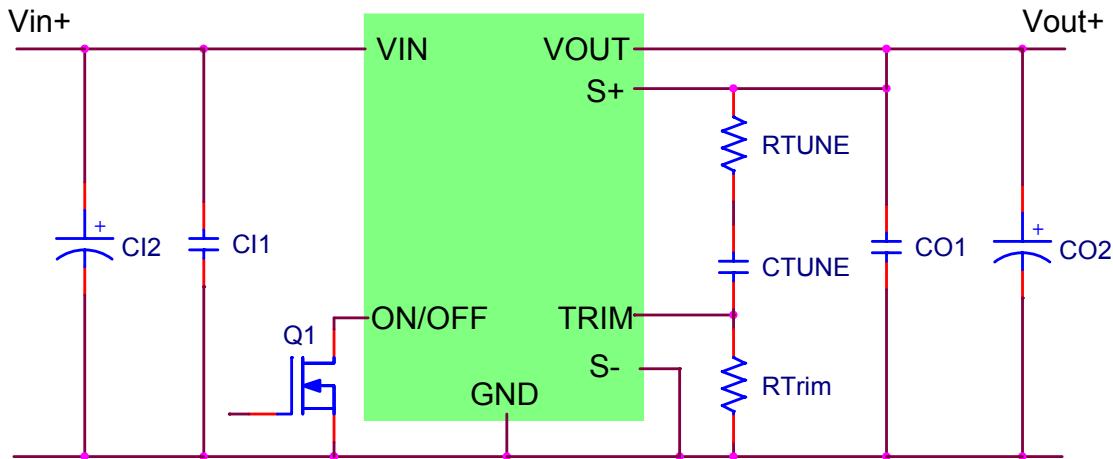 Vin+
Vout+
VIN
VOUT
S+
RTUNE
+
CI2
CI1
CTUNE
CO1
+
CO2
ON/OFF
TRIM
Q1
S-
RTrim
GND